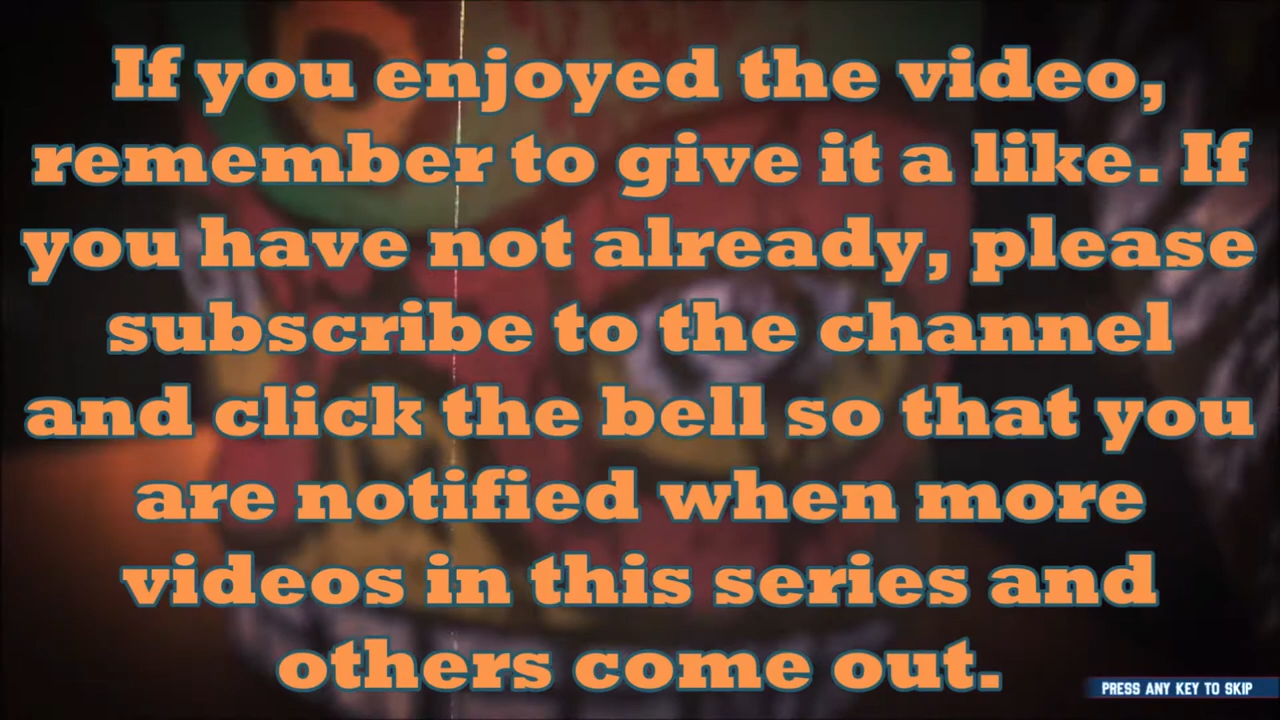 If you enjoyed the video,
remember to give it a like. If
you have not already, please
subscribe to the channel
and click the bell so that you
are notified when more
videos in this series and
others come out.
PRESS ANY KEY TO SKIP